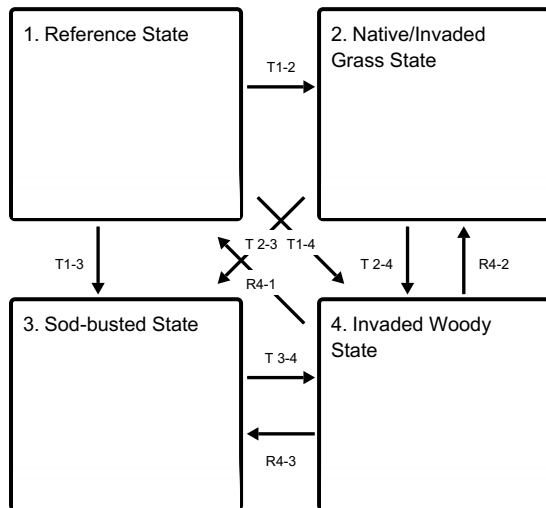 1. Reference State
2. Native/Invaded
Grass State
T1-2
T 2-3
T1-4
T1-3
T 2-4
R4-2
R4-1
3. Sod-busted State
4. Invaded Woody
State
T 3-4
R4-3